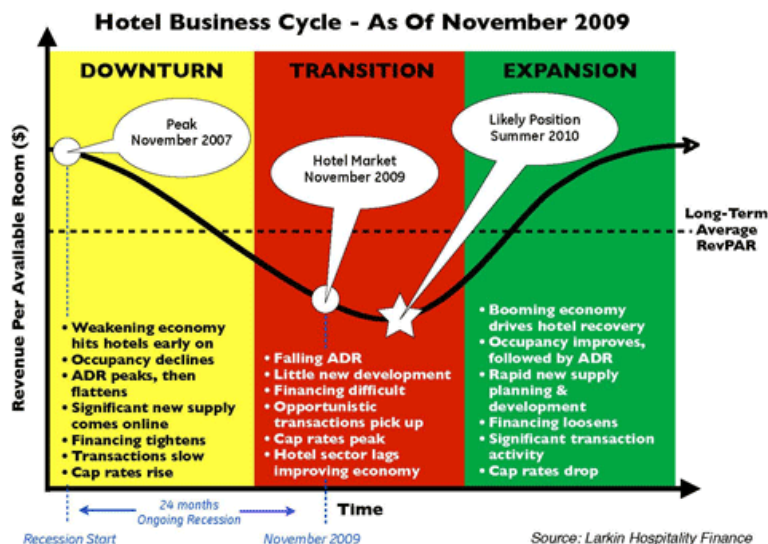 Hotel Business Cycle - As Of November 2009
DOWNTURN
TRANSITION
EXPANSION
Peak
November 2007
Hotel Market
November 2009
Likely Position
Summer 2010
Revenue Per Available Room ($)
Long-Term
Average
RevPAR
• Weakening economy
hits hotels early on
• Occupancy declines
• ADR peaks, then
flattens
• Significant new supply
comes online
• Financing tightens
• Transactions slow
• Cap rates rise
• Falling ADR
• Little new development
• Financing difficult
• Opportunistic
transactions pick up
• Cap rates peak
• Hotel sector lags
improving economy
• Booming economy
drives hotel recovery
• Occupancy improves,
followed by ADR
• Rapid new supply
planning &
development
• Financing loosens
• Significant transaction
activity
• Cap rates drop
24 months
Ongoing Recession
Time
Recession Start
November 2009
Source: Larkin Hospitality Finance